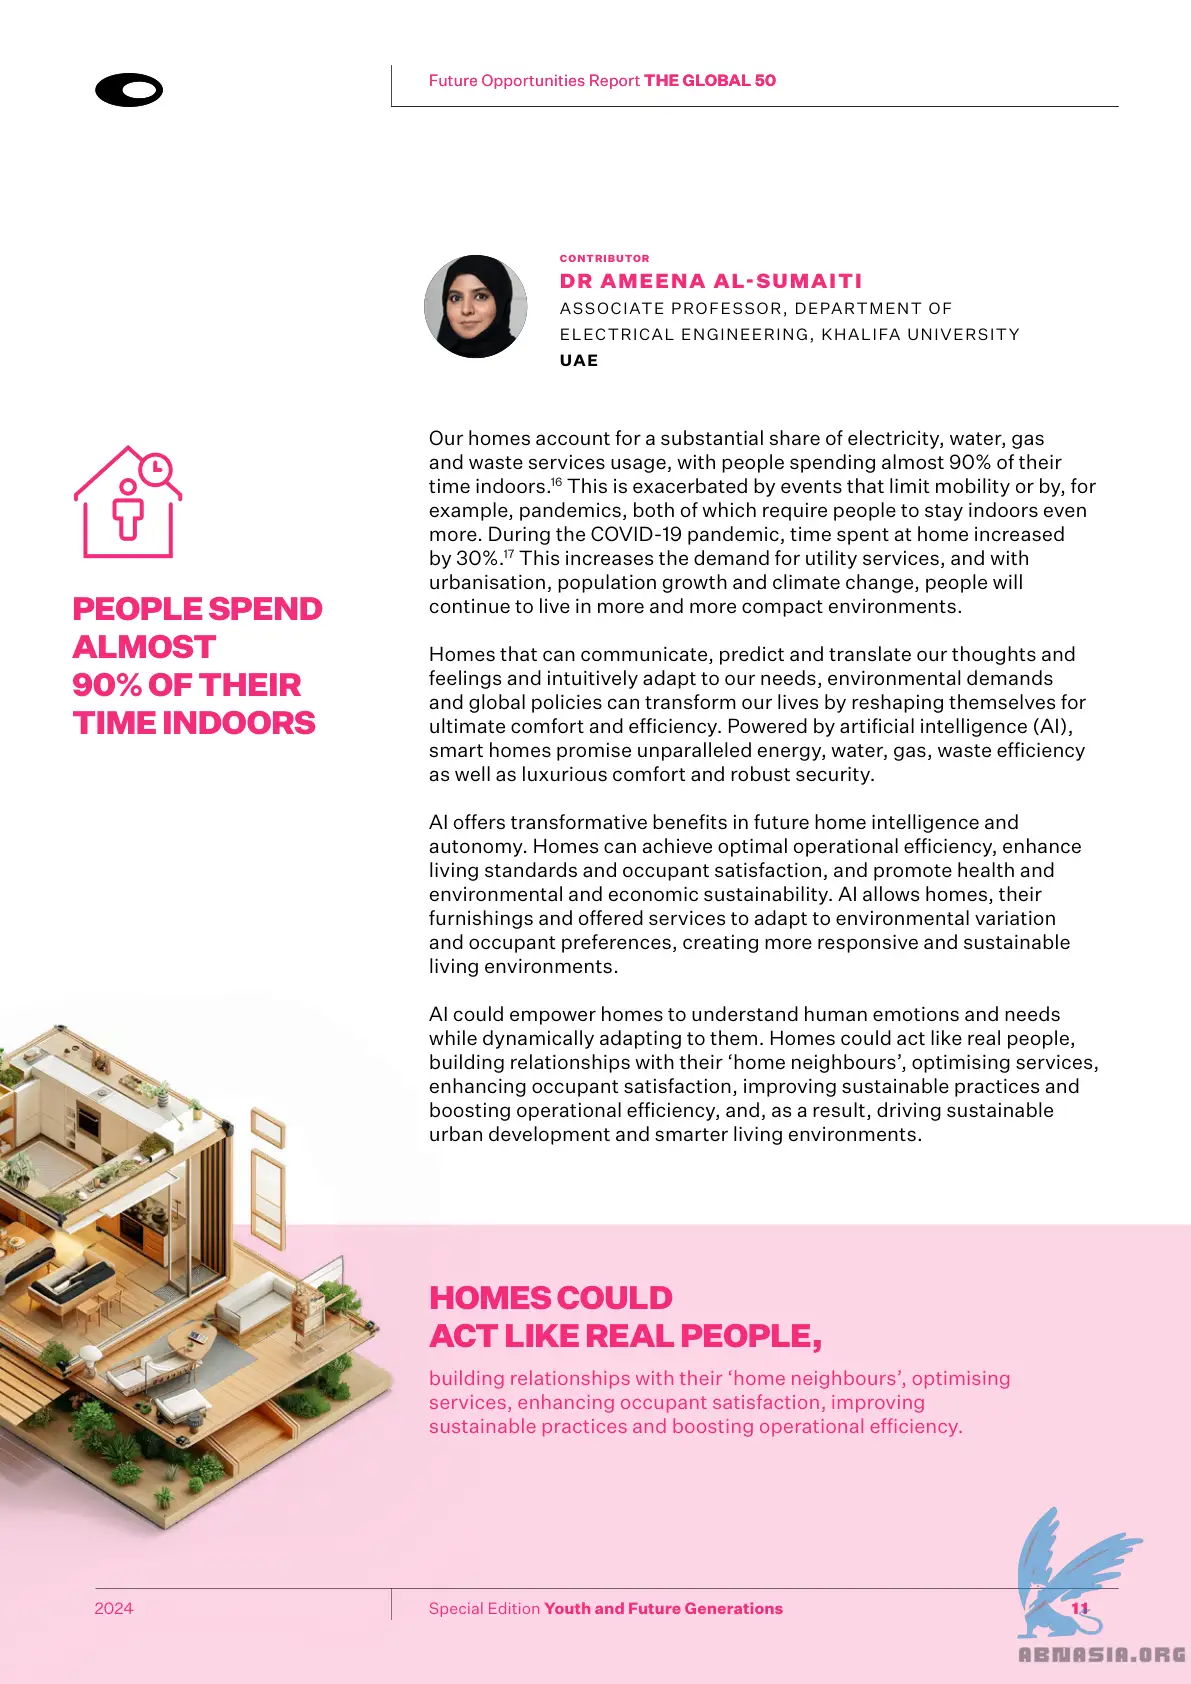 Future Opportunities Report THE GLOBAL 50
CONTRIBUTOR
DR AMEENA AL-SUMAITI
ASSOCIATE PROFESSOR, DEPARTMENT OF
ELECTRICAL ENGINEERING, KHALIFA UNIVERSITY
UAE
PEOPLE SPEND
ALMOST
90% OF THEIR
TIME INDOORS
Our homes account for a substantial share of electricity, water, gas
and waste services usage, with people spending almost 90% of their
time indoors.16 This is exacerbated by events that limit mobility or by, for
example, pandemics, both of which require people to stay indoors even
more. During the COVID-19 pandemic, time spent at home increased
by 30%.17 This increases the demand for utility services, and with
urbanisation, population growth and climate change, people will
continue to live in more and more compact environments.
Homes that can communicate, predict and translate our thoughts and
feelings and intuitively adapt to our needs, environmental demands
and global policies can transform our lives by reshaping themselves for
ultimate comfort and efficiency. Powered by artificial intelligence (AI),
smart homes promise unparalleled energy, water, gas, waste efficiency
as well as luxurious comfort and robust security.
AI offers transformative benefits in future home intelligence and
autonomy. Homes can achieve optimal operational efficiency, enhance
living standards and occupant satisfaction, and promote health and
environmental and economic sustainability. AI allows homes, their
furnishings and offered services to adapt to environmental variation
and occupant preferences, creating more responsive and sustainable
living environments.
AI could empower homes to understand human emotions and needs
while dynamically adapting to them. Homes could act like real people,
building relationships with their ‘home neighbours’, optimising services,
enhancing occupant satisfaction, improving sustainable practices and
boosting operational efficiency, and, as a result, driving sustainable
urban development and smarter living environments.
HOMES COULD
ACT LIKE REAL PEOPLE,
building relationships with their ‘home neighbours’, optimising
services, enhancing occupant satisfaction, improving
sustainable practices and boosting operational efficiency.
2024
Special Edition Youth and Future Generations
11
ABNASIA.ORG